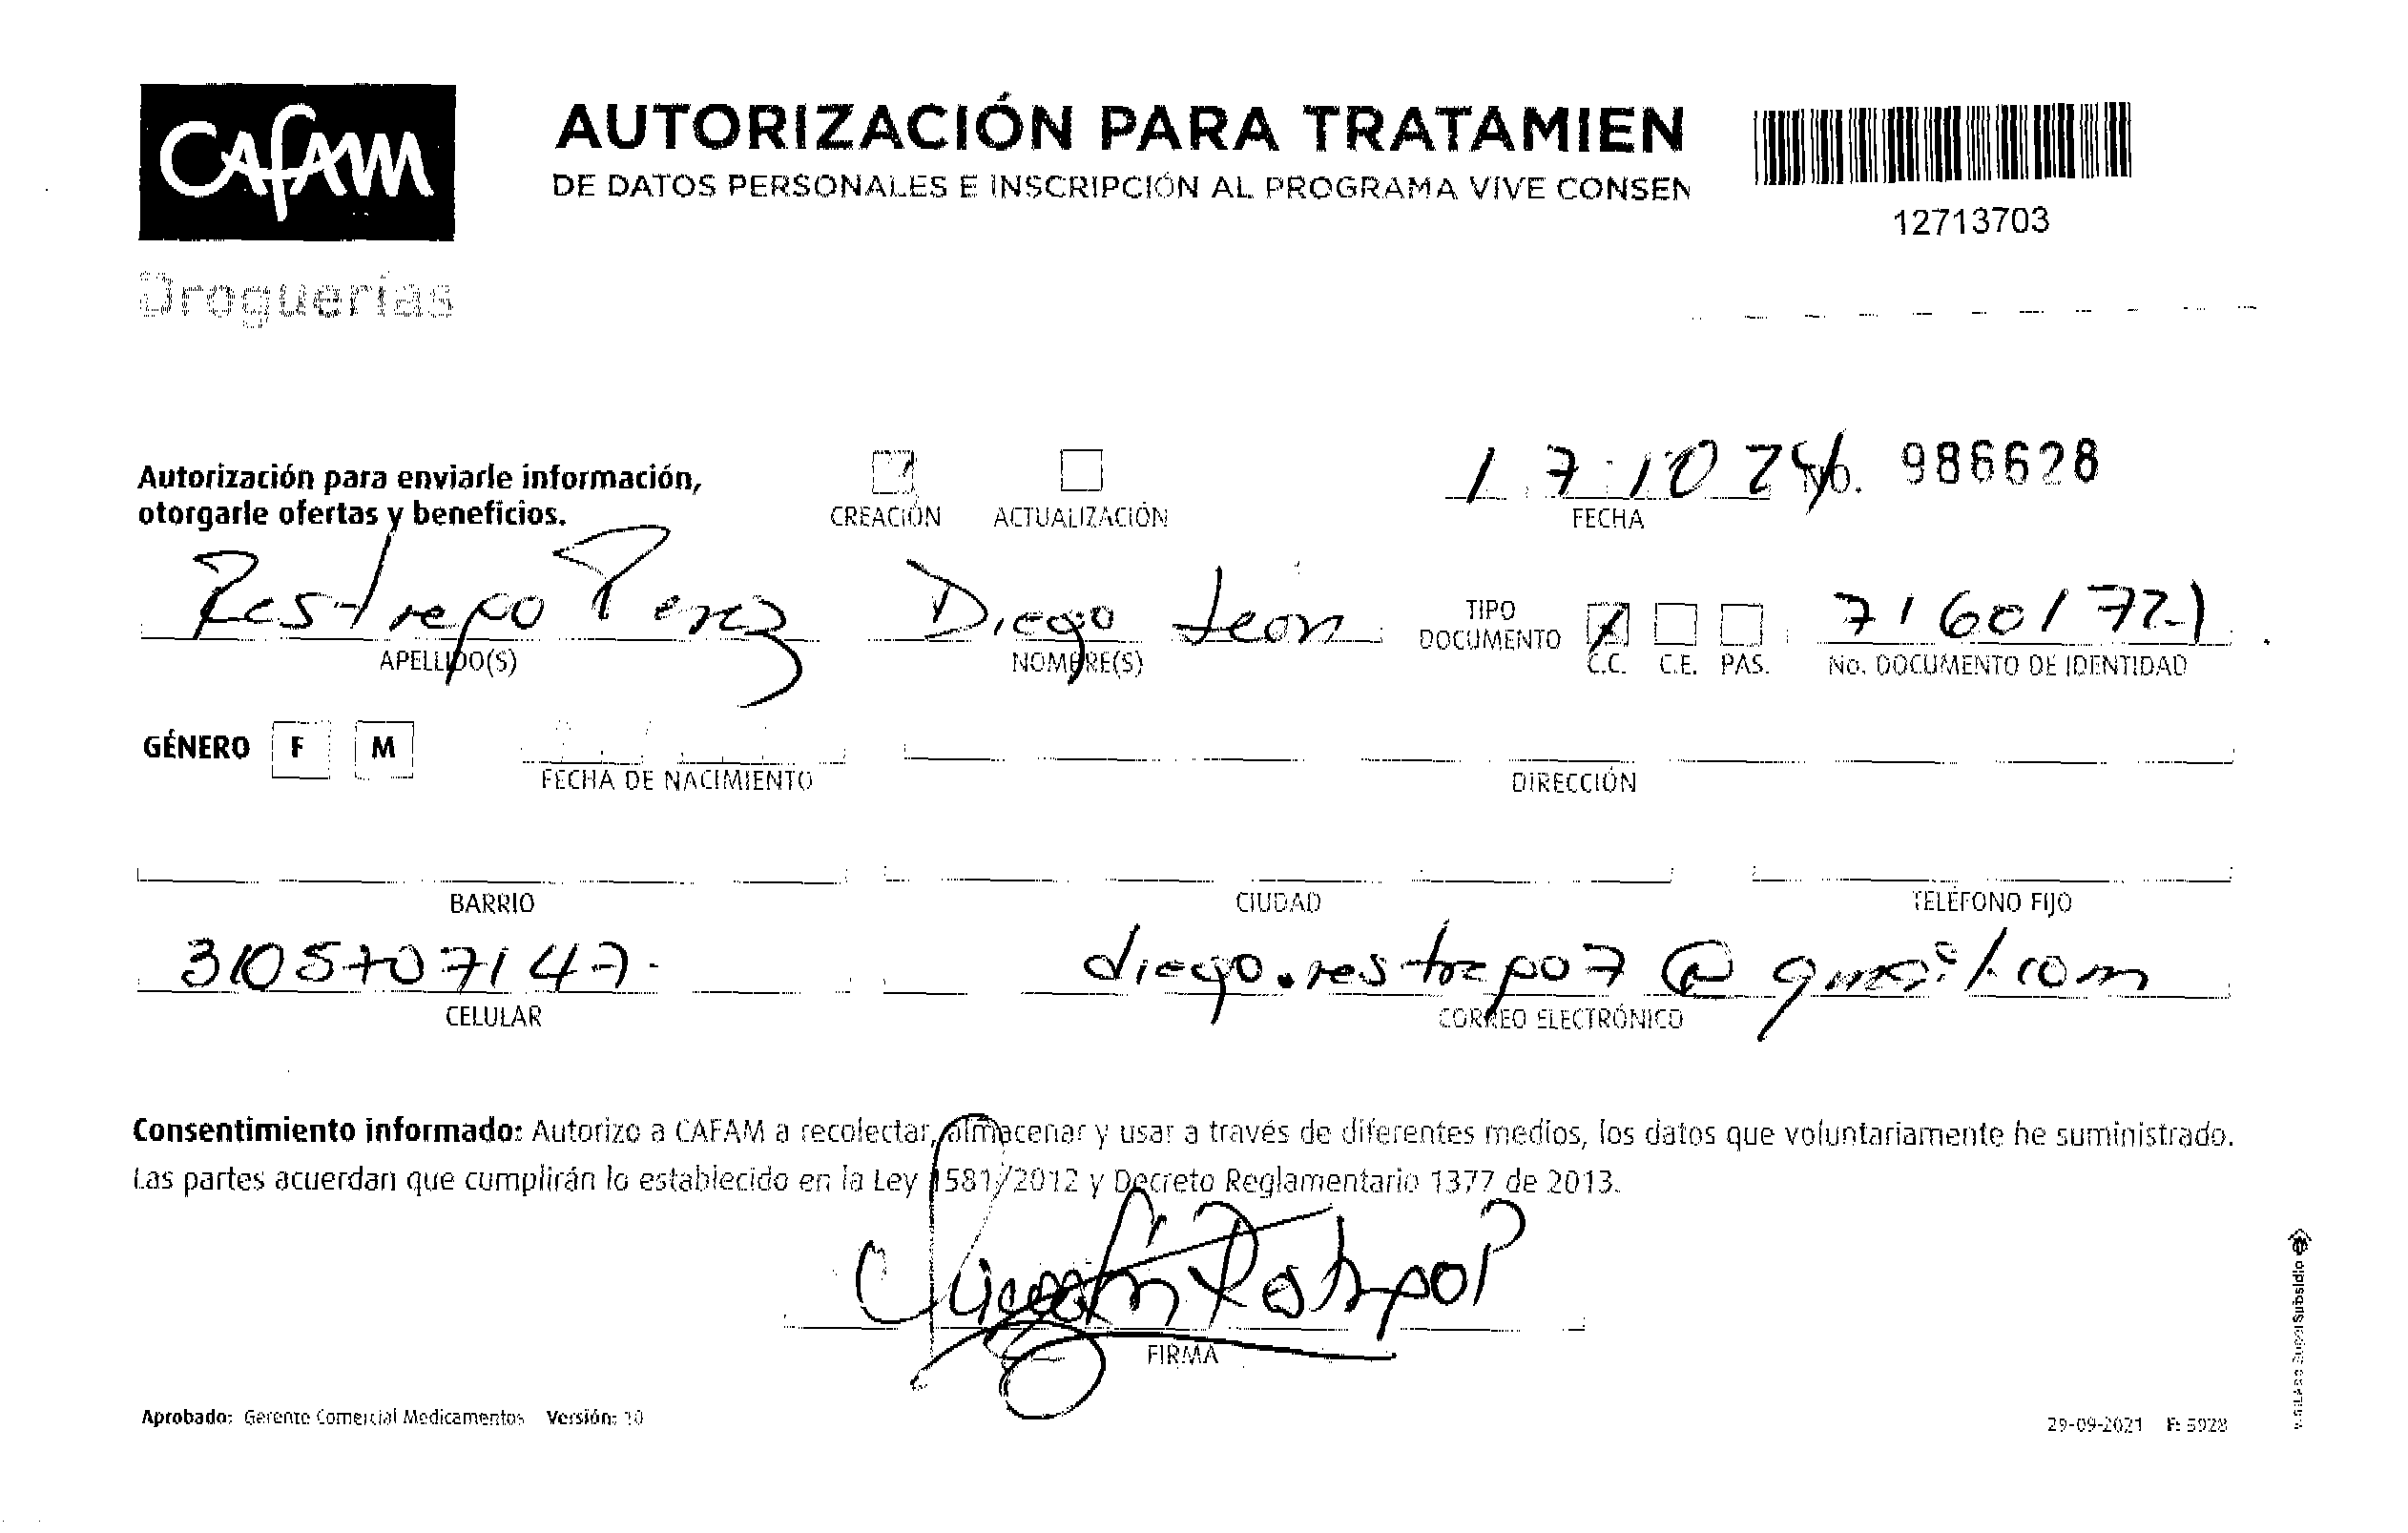 CAFAM
Droguerías
AUTORIZACIÓN PARA TRATAMIEN
DE DATOS PERSONALES E INSCRIPCIÓN AL PROGRAMA VIVE CONSEN
12713703
Autorización para enviarle información,
otorgarle ofertas y beneficios.
CREACIÓN ACTUALIZACIÓN
17 10 24 No. 986628
FECHA
Restrepo Perez Diego Leon
APELLIDO(S) NOMBRE(S)
TIPO DOCUMENTO C.C. C.E. PAS.
No. DOCUMENTO DE IDENTIDAD
GÉNERO F M
FECHA DE NACIMIENTO DIRECCIÓN
BARRIO CIUDAD TELÉFONO FIJO
3105707147 diego.restrepo7@gmail.com
CELULAR CORREO ELECTRÓNICO
Consentimiento informado: Autorizo a CAFAM a recolectar, almacenar y usar a través de diferentes medios, los datos que voluntariamente he suministrado.
Las partes acuerdan que cumplirán lo establecido en la Ley 1581/2012 y Decreto Reglamentario 1377 de 2013.
FIRMA
Aprobado: Gerente Comercial Medicamentos Versión: 10
29-09-2021 F: 5928